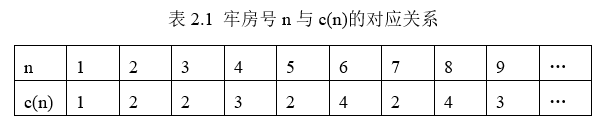 表 2.1 牢房号 n 与 c(n)的对应关系
n 1 2 3 4 5 6 7 8 9 …
c(n) 1 2 2 3 2 4 2 4 3 …